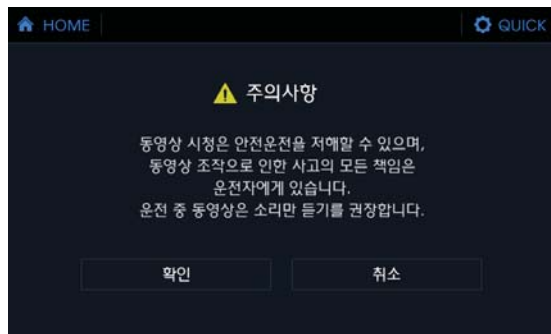 HOME
QUICK
주의사항
동영상 시청은 안전운전을 저해할 수 있으며,
동영상 조작으로 인한 사고의 모든 책임은
운전자에게 있습니다.
운전 중 동영상은 소리만 듣기를 권장합니다.
확인
취소